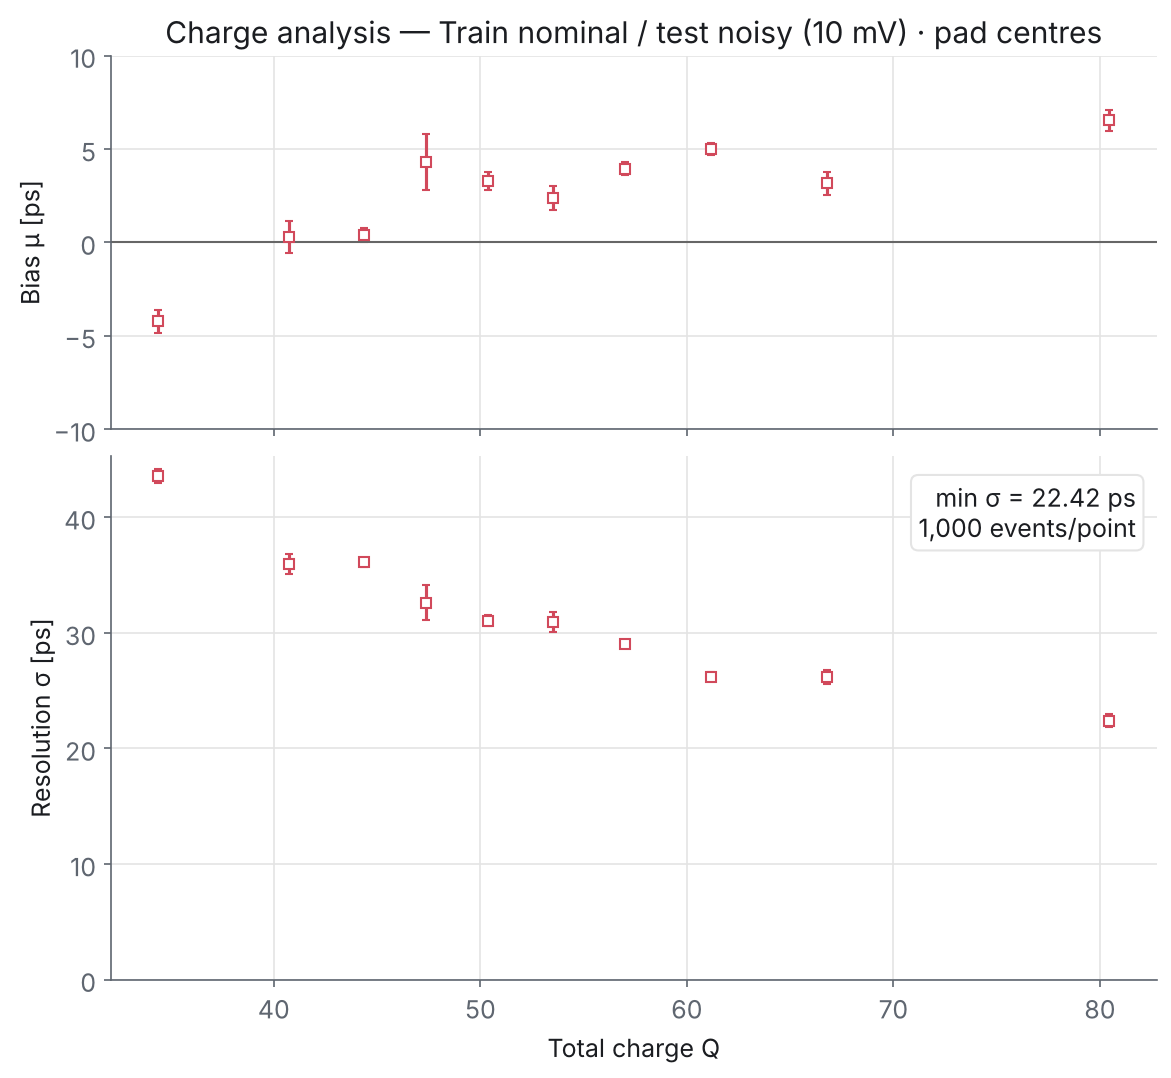 Charge analysis — Train nominal / test noisy (10 mV) · pad centres
10
5
0
−5
−10
Bias μ [ps]
min σ = 22.42 ps
1,000 events/point
40
30
20
10
0
Resolution σ [ps]
40 50 60 70 80
Total charge Q